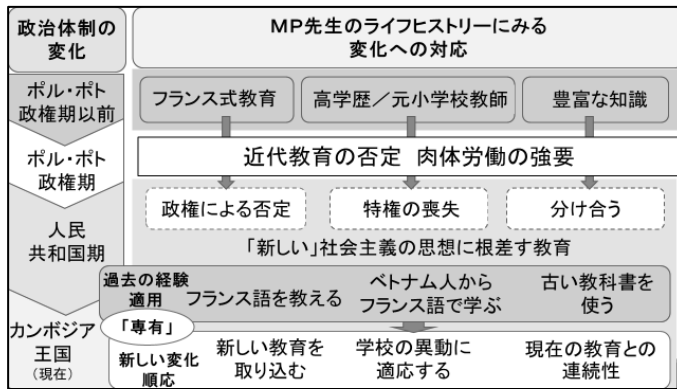 政治体制の
変化
MP先生のライフヒストリーにみる
変化への対応
ポル・ポト
政権期以前
フランス式教育
高学歴／元小学校教師
豊富な知識
ポル・ポト
政権期
近代教育の否定 肉体労働の強要
政権による否定
特権の喪失
分け合う
人民
共和国期
「新しい」社会主義の思想に根差す教育
過去の経験
適用
フランス語を教える
ベトナム人から
フランス語で学ぶ
古い教科書を
使う
カンボジア
王国
(現在)
「専有」
新しい変化
順応
新しい教育を
取り込む
学校の異動に
適応する
現在の教育との
連続性